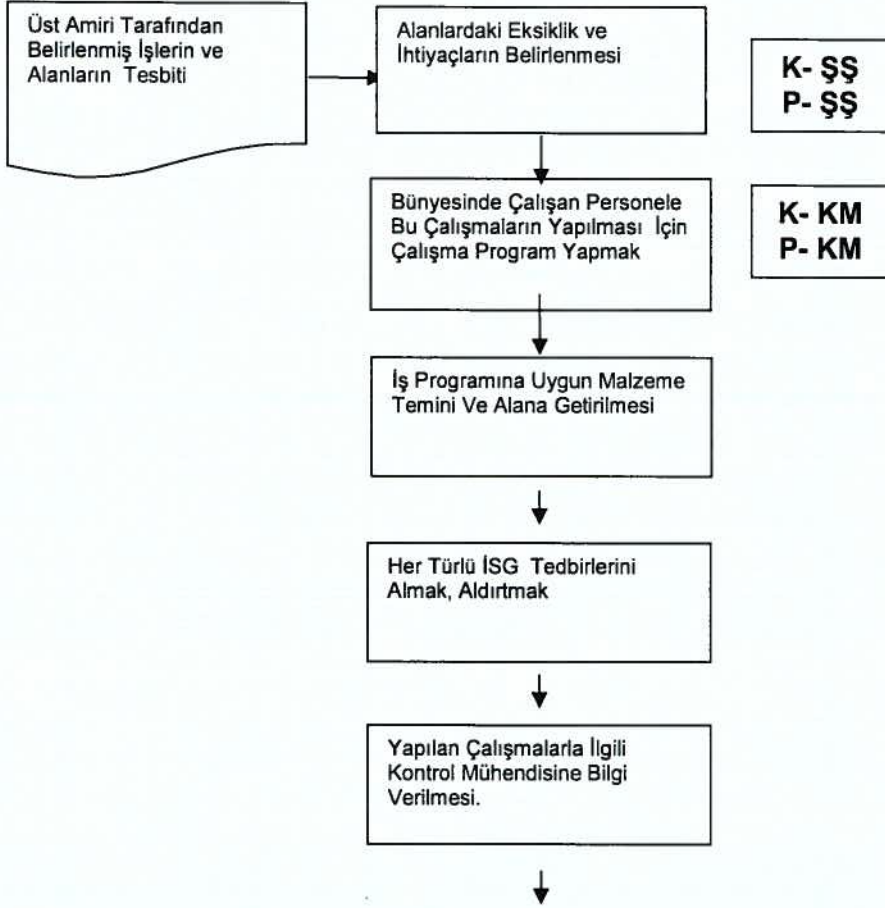 Üst Amiri Tarafından
Belirlenmiş İşlerin ve
Alanların Tesbiti
Alanlardaki Eksiklik ve
İhtiyaçların Belirlenmesi
K- ŞŞ
P- ŞŞ
Bünyesinde Çalışan Personele
Bu Çalışmaların Yapılması İçin
Çalışma Program Yapmak
K- KM
P- KM
İş Programına Uygun Malzeme
Temini Ve Alana Getirilmesi
Her Türlü İSG Tedbirlerini
Almak, Aldırtmak
Yapılan Çalışmalarla İlgili
Kontrol Mühendisine Bilgi
Verilmesi.